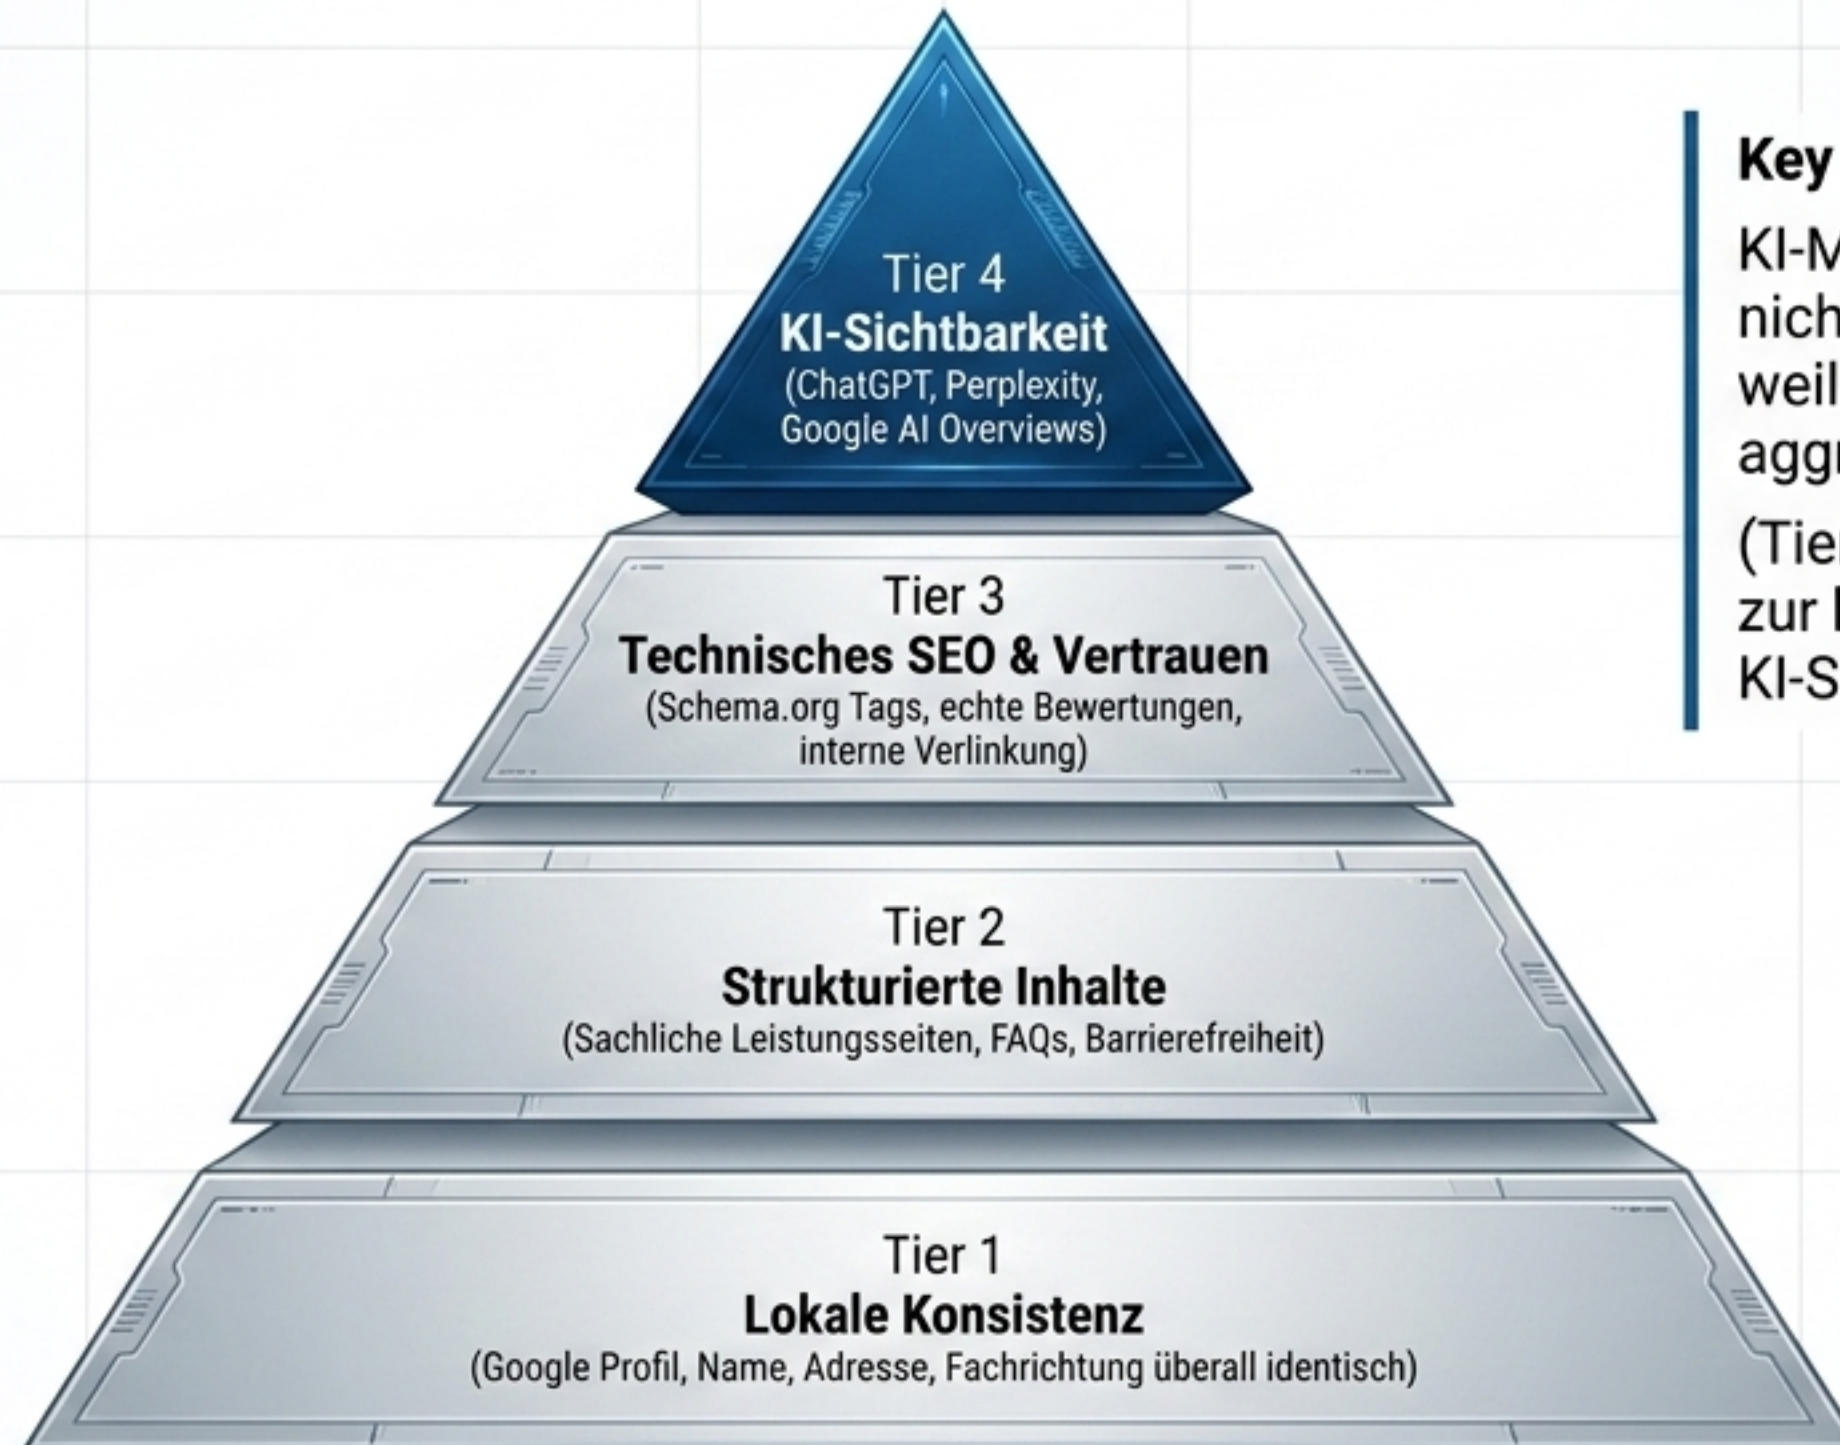 Tier 4
KI-Sichtbarkeit
(ChatGPT, Perplexity,
Google AI Overviews)
Tier 3
Technisches SEO & Vertrauen
(Schema.org Tags, echte Bewertungen,
interne Verlinkung)
Tier 2
Strukturierte Inhalte
(Sachliche Leistungsseiten, FAQs, Barrierefreiheit)
Tier 1
Lokale Konsistenz
(Google Profil, Name, Adresse, Fachrichtung überall identisch)
Key
weil
zur